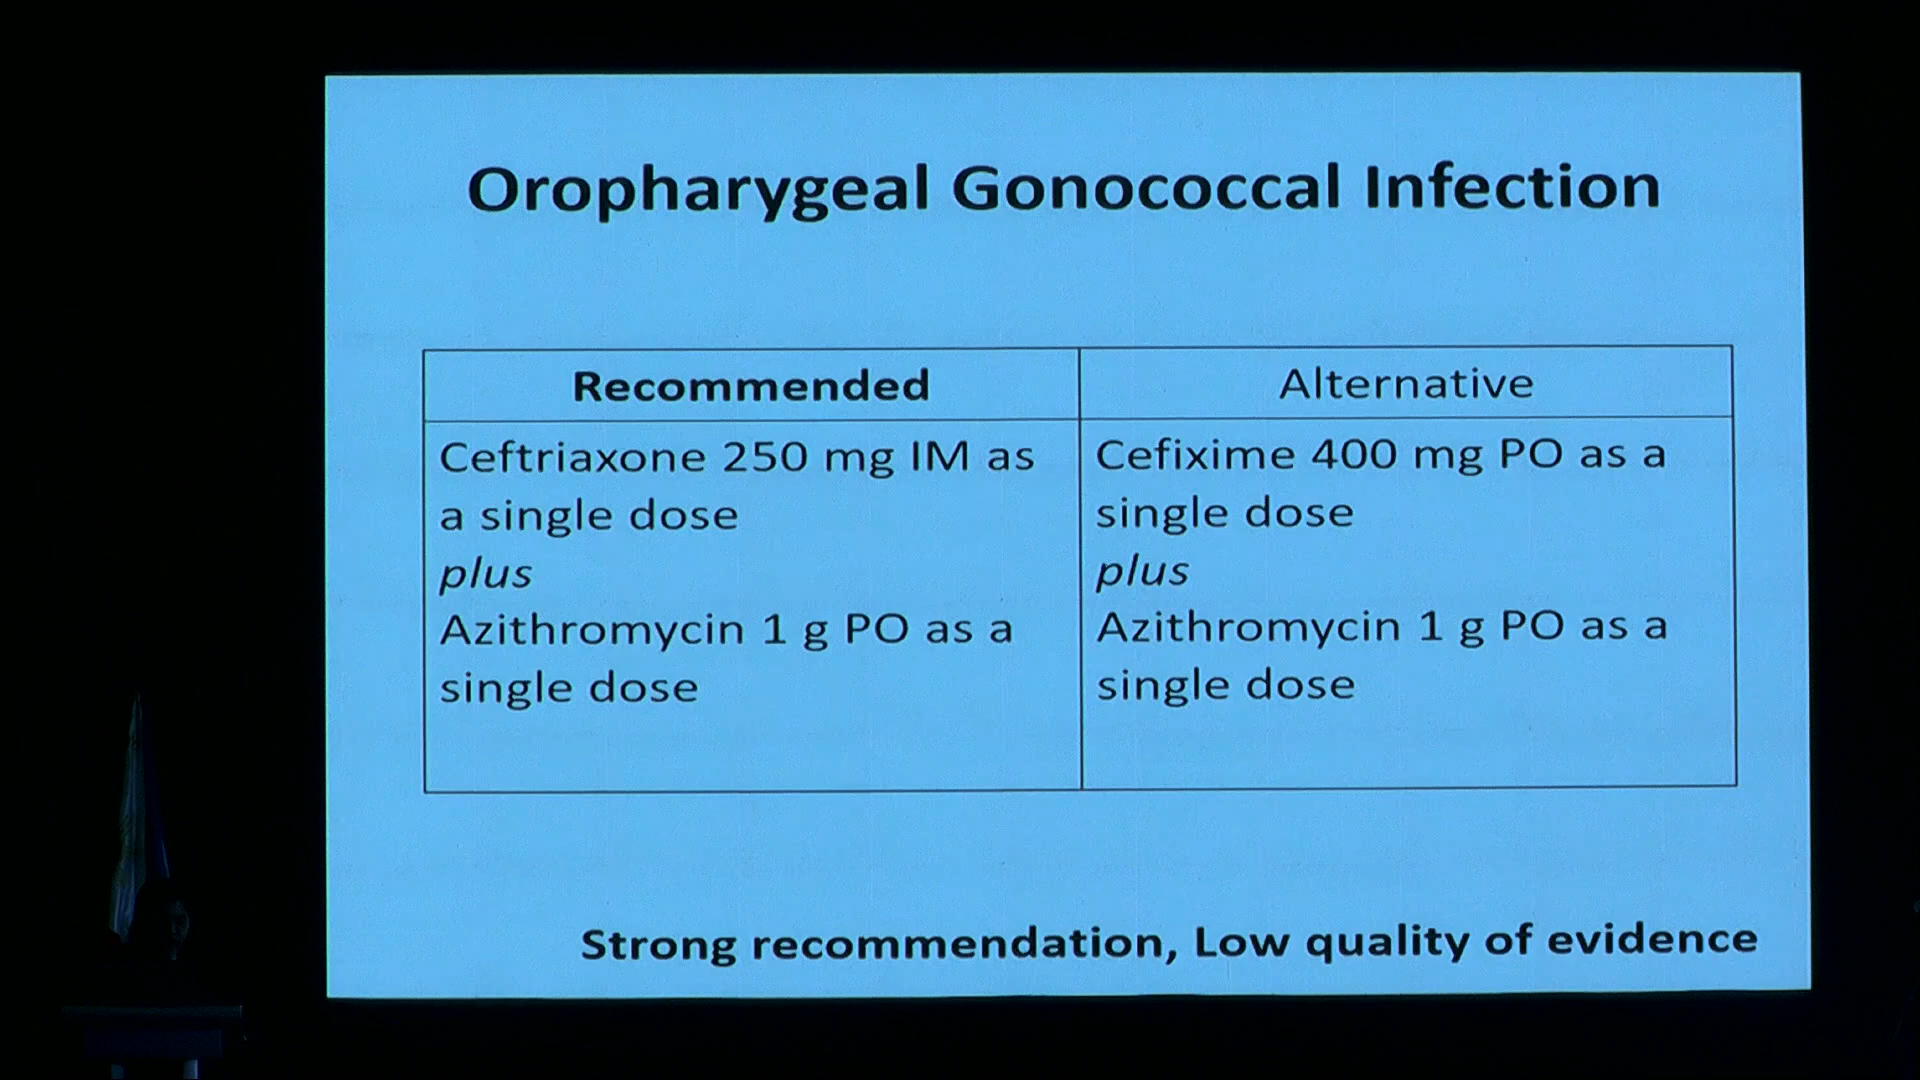 Oropharygeal Gonococcal Infection
Recommended
Ceftriaxone 250 mg IM as
a single dose
plus
Azithromycin 1 g PO as a
single dose
Alternative
Cefixime 400 mg PO as a
single dose
plus
Azithromycin 1 g PO as a
single dose
Strong recommendation, Low quality of evidence